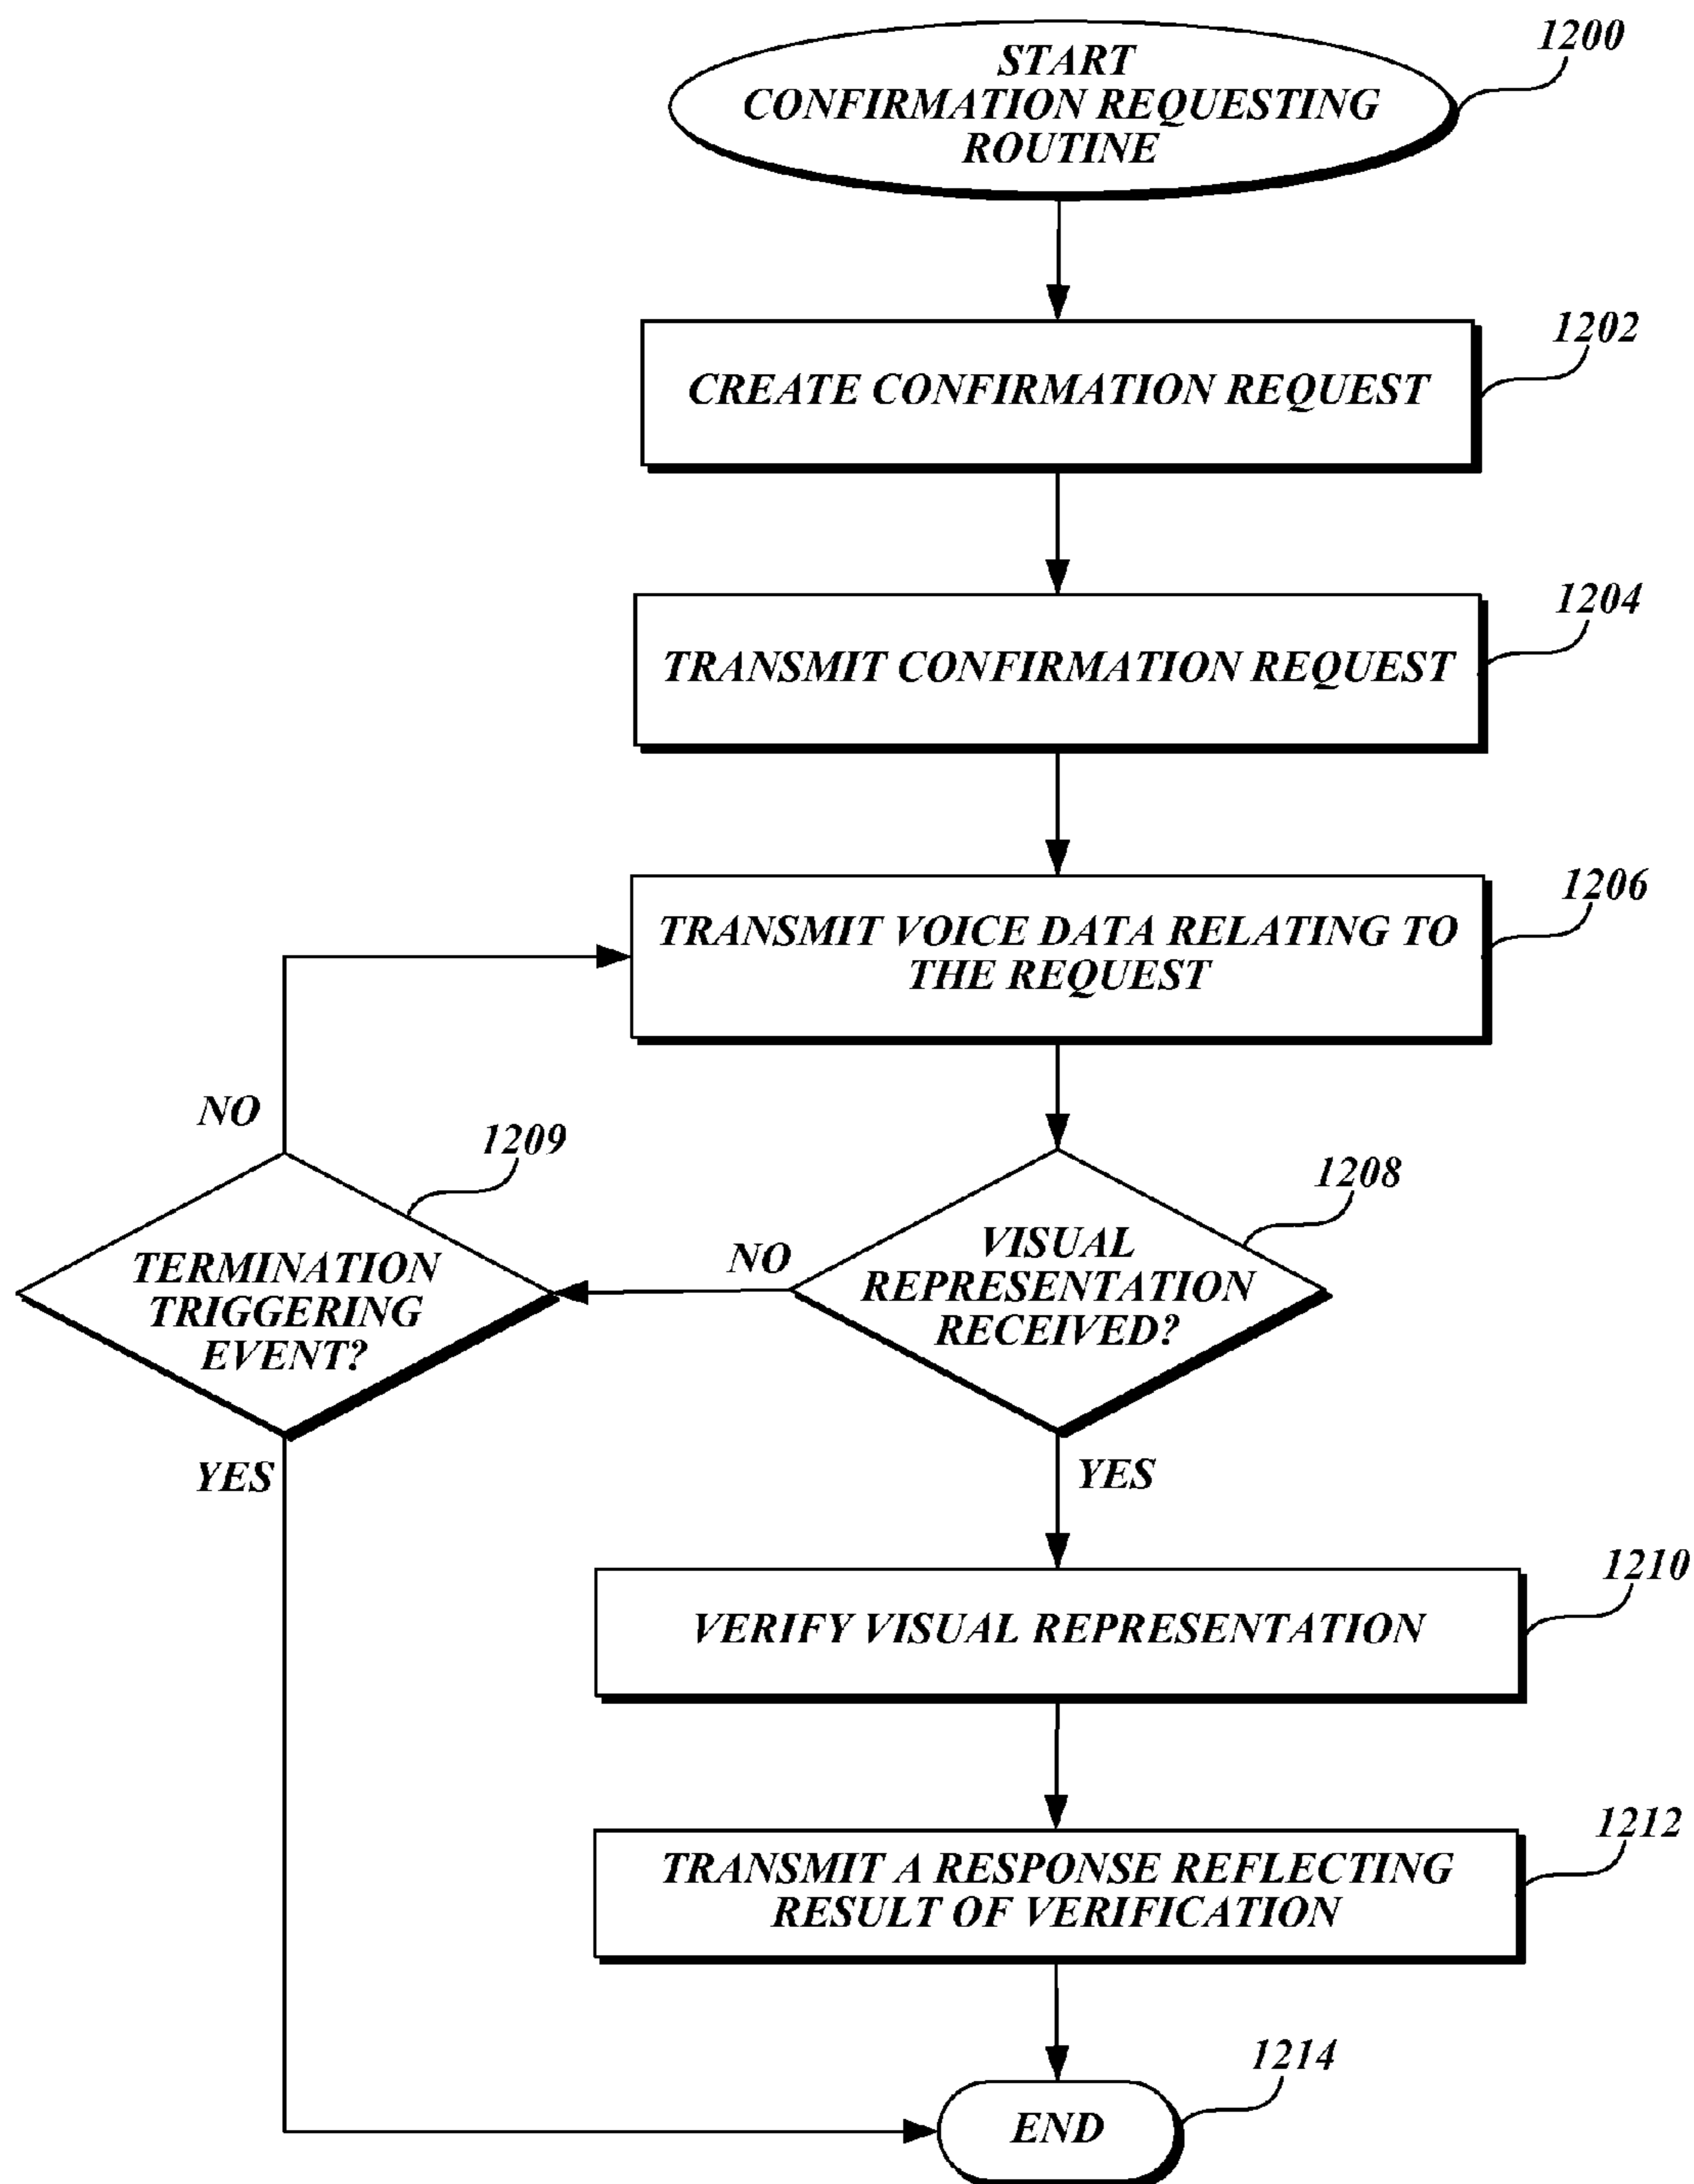 START
CONFIRMATION REQUESTING
ROUTINE
1200
CREATE CONFIRMATION REQUEST
1202
TRANSMIT CONFIRMATION REQUEST
1204
TRANSMIT VOICE DATA RELATING TO
THE REQUEST
1206
NO
1209
TERMINATION
TRIGGERING
EVENT?
YES
NO
1208
VISUAL
REPRESENTATION
RECEIVED?
YES
VERIFY VISUAL REPRESENTATION
1210
TRANSMIT A RESPONSE REFLECTING
RESULT OF VERIFICATION
1212
END
1214